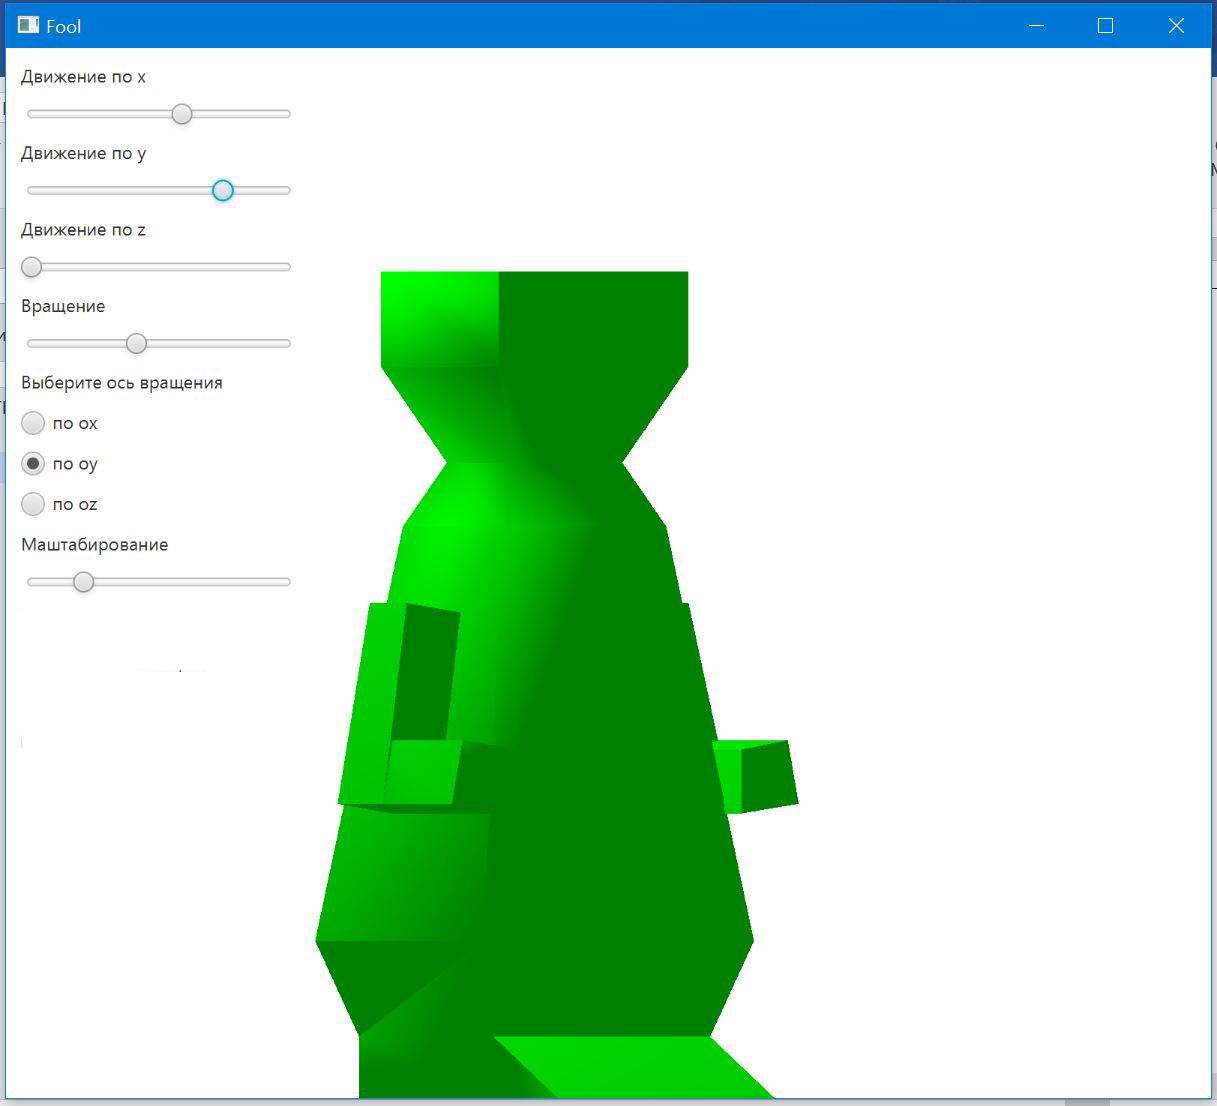 Fool
Движение по x
Движение по y
Движение по z
Вращение
Выберите ось вращения
по ox
по oy
по oz
Маштабирование